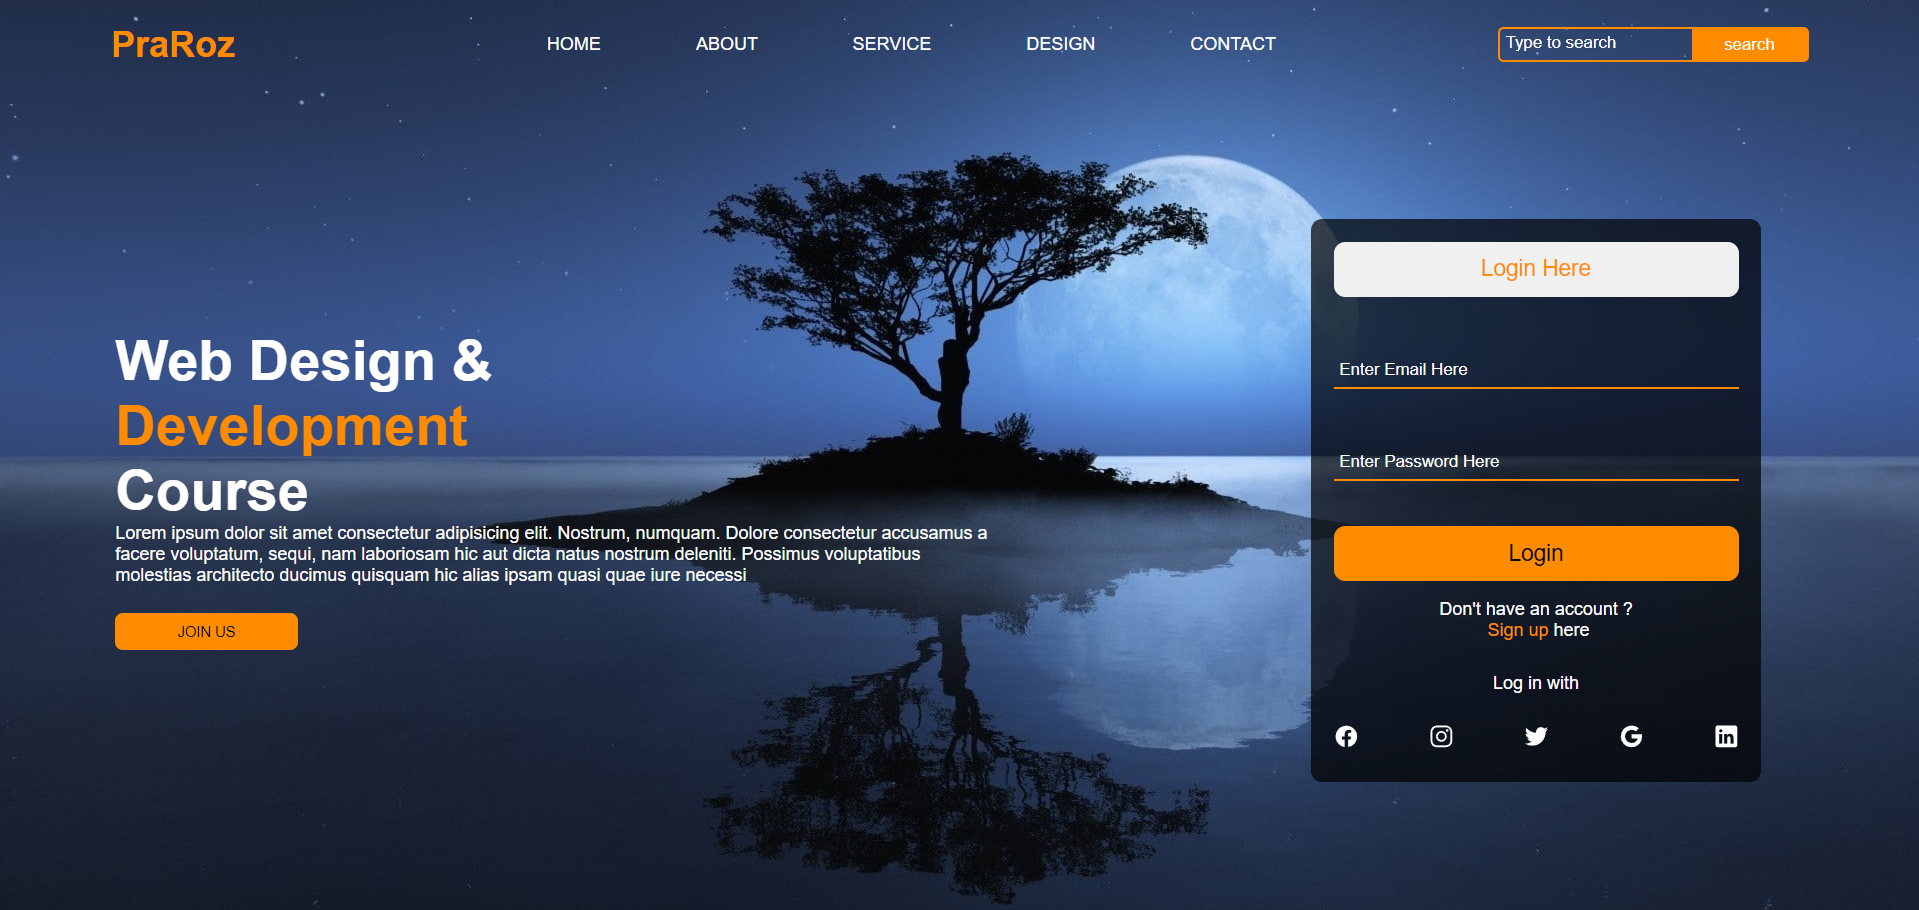 PraRoz
HOME
ABOUT
SERVICE
DESIGN
CONTACT
Type to search
search
Web Design &
Development
Course
Lorem ipsum dolor sit amet consectetur adipisicing elit. Nostrum, numquam. Dolore consectetur accusamus a
facere voluptatum, sequi, nam laboriosam hic aut dicta natus nostrum deleniti. Possimus voluptatibus
molestias architecto ducimus quisquam hic alias ipsam quasi quae iure necessi
JOIN US
Login Here
Enter Email Here
Enter Password Here
Login
Don't have an account ?
Sign up here
Log in with